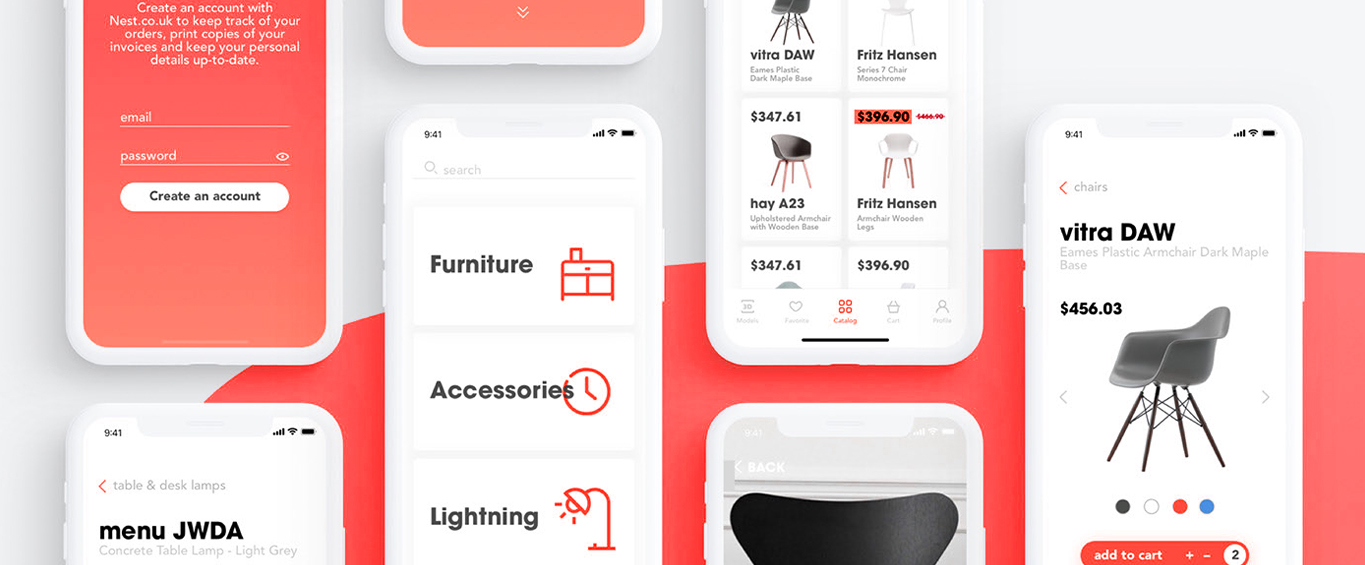 Create an account with
Nest.co.uk to keep track of your
orders, print copies of your
invoices and keep your personal
details up-to-date.
email
password
Create an account
9:41
table & desk lamps
menu JWDA
Concrete Table Lamp - Light Grey
9:41
search
Furniture
Accessories
Lightning
vitra DAW
Eames Plastic
Dark Maple Base
Fritz Hansen
Series 7 Chair
Monochrome
$347.61
hay A23
Upholstered Armchair
with Wooden Base
$396.90 $466.90
Fritz Hansen
Armchair Wooden
Legs
$347.61
$396.90
3D
Models
Favorite
Catalog
Cart
Profile
9:41
BACK
9:41
chairs
vitra DAW
Eames Plastic Armchair Dark Maple
Base
$456.03
add to cart + – 2